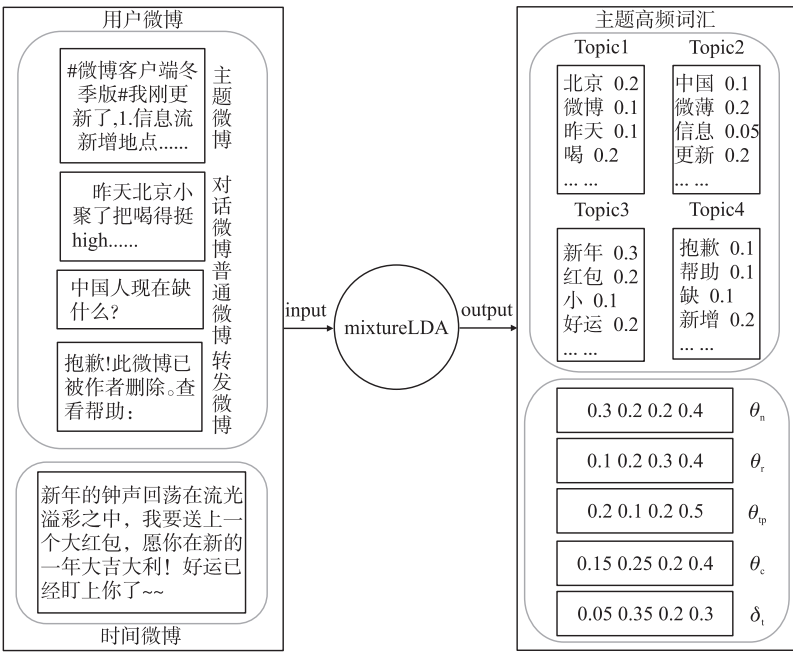 用户微博
#微博客户端冬
季版#我刚更
新了,1.信息流
新增地点......
主题微博
昨天北京小
聚了把喝得挺
high......
对话微博
中国人现在缺
什么?
普通微博
抱歉!此微博已
被作者删除。查
看帮助：
转发微博
新年的钟声回荡在流光
溢彩之中，我要送上一
个大红包，愿你在新的
一年大吉大利！好运已
经盯上你了~~
时间微博
input
mixtureLDA
output
主题高频词汇
Topic1
北京 0.2
微博 0.1
昨天 0.1
喝 0.2
... ...
Topic2
中国 0.1
微薄 0.2
信息 0.05
更新 0.2
... ...
Topic3
新年 0.3
红包 0.2
小 0.1
好运 0.2
... ...
Topic4
抱歉 0.1
帮助 0.1
缺 0.1
新增 0.2
... ...
0.3 0.2 0.2 0.4 θn
0.1 0.2 0.3 0.4 θr
0.2 0.1 0.2 0.5 θtp
0.15 0.25 0.2 0.4 θc
0.05 0.35 0.2 0.3 δt